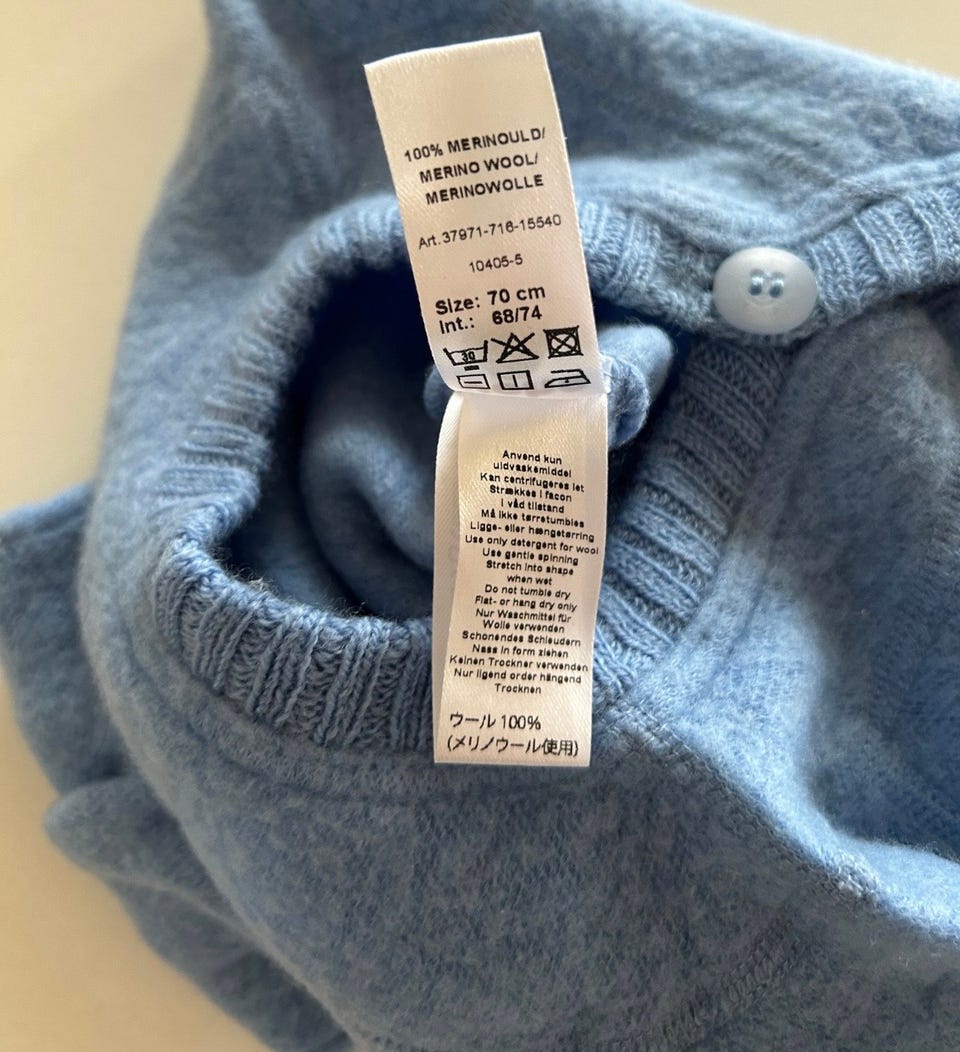 100% MERINOULD/
MERINO WOOL/
MERINOWOLLE
Art.37971-716-15540
10405-5
Size: 70 cm
Int.: 68/74
30
Anvend kun
uldvaskemiddel
Kan centrifugeres let
Strækkes i facon
i våd tilstand
Må ikke tørretumbles
Ligge- eller hængetørring
Use only detergent for wool
Use gentle spinning
Stretch into shape
when wet
Do not tumble dry
Flat- or hang dry only
Nur Waschmittel für
Wolle verwenden
Schonendes Schleudern
Nass in form ziehen
Keinen Trockner verwenden
Nur ligend order hängend
Trocknen
ウール 100%
(メリノウール使用)